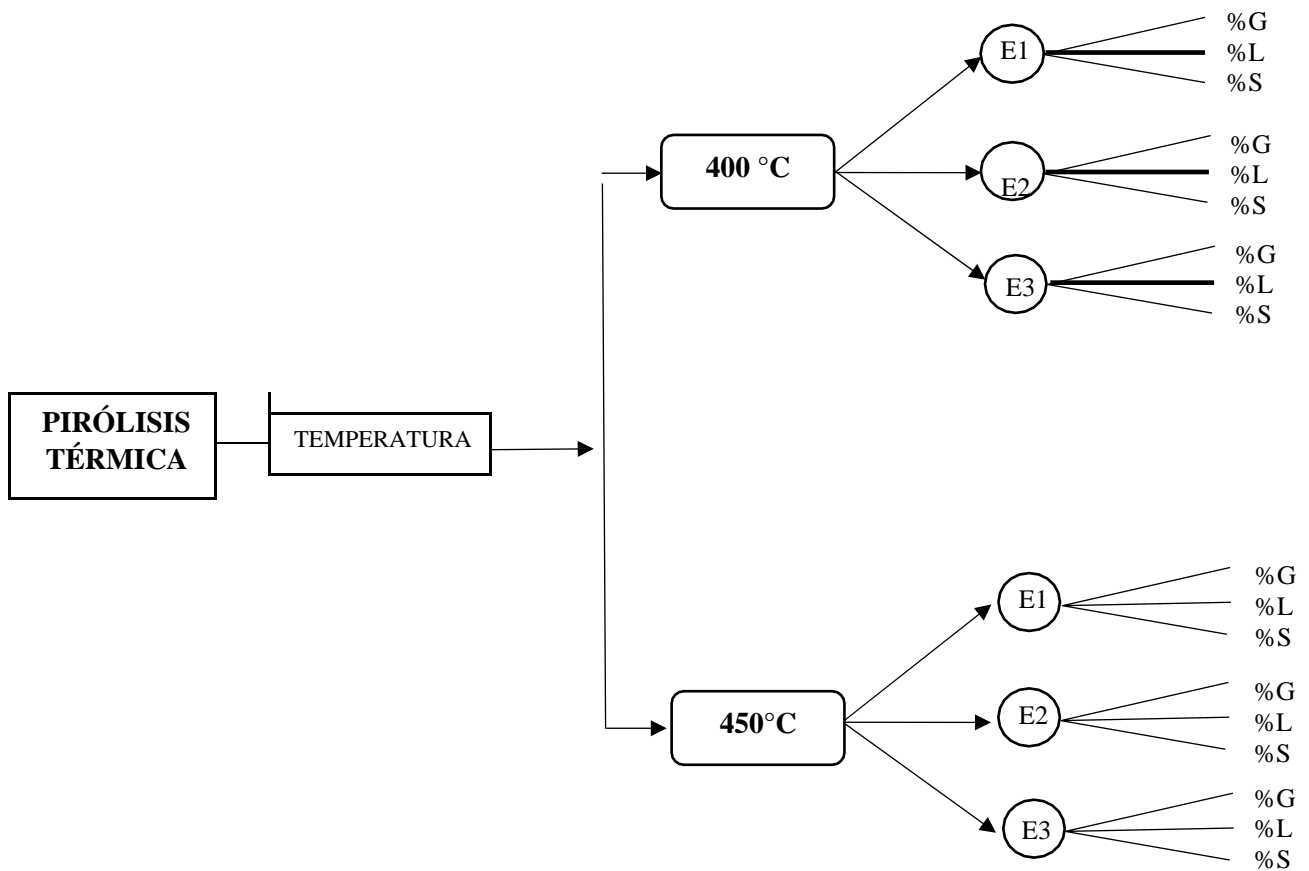 PIRÓLISIS
TÉRMICA
TEMPERATURA
400 °C
E1
%G
%L
%S
E2
%G
%L
%S
E3
%G
%L
%S
450°C
E1
%G
%L
%S
E2
%G
%L
%S
E3
%G
%L
%S